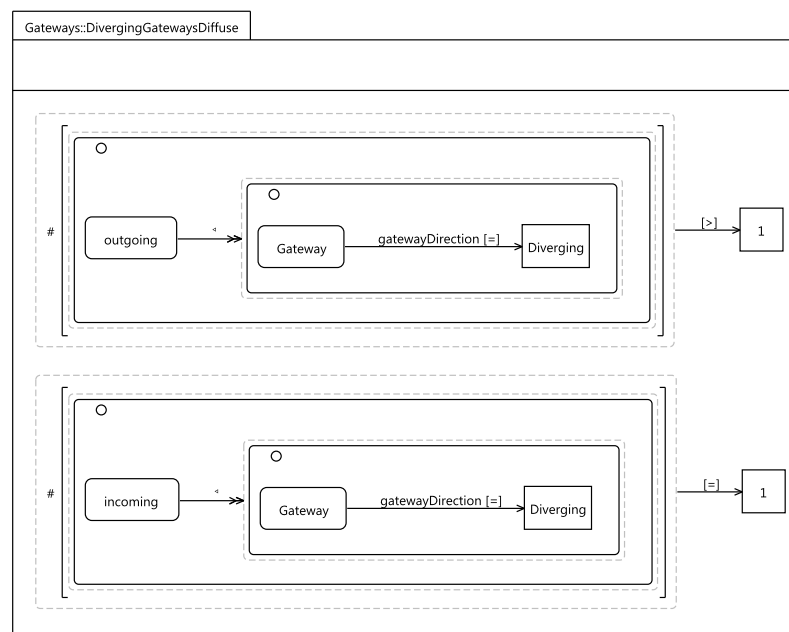 Gateways::DivergingGatewaysDiffuse
#
outgoing
Gateway
gatewayDirection [=]
Diverging
[>]
1
#
incoming
Gateway
gatewayDirection [=]
Diverging
[=]
1